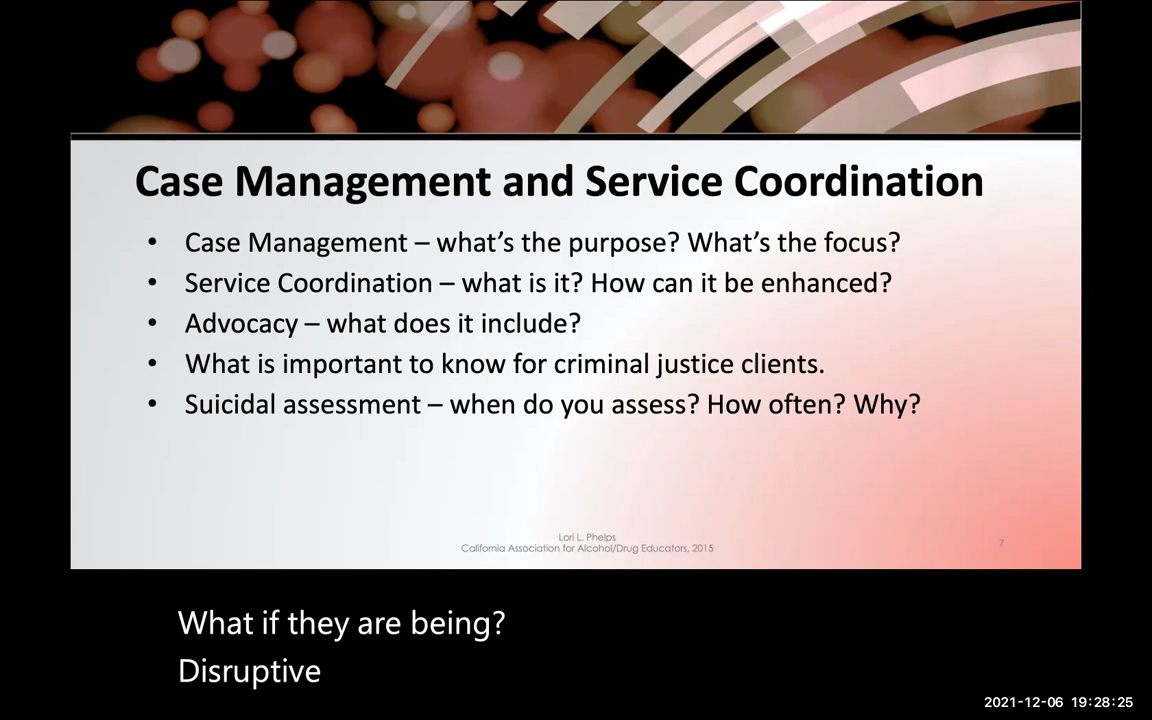 Case Management and Service Coordination
• Case Management – what's the purpose? What's the focus?
• Service Coordination – what is it? How can it be enhanced?
• Advocacy – what does it include?
• What is important to know for criminal justice clients.
• Suicidal assessment – when do you assess? How often? Why?
Lori L. Phelps
California Association for Alcohol/Drug Educators, 2015
7
What if they are being?
Disruptive
2021-12-06 19:28:25